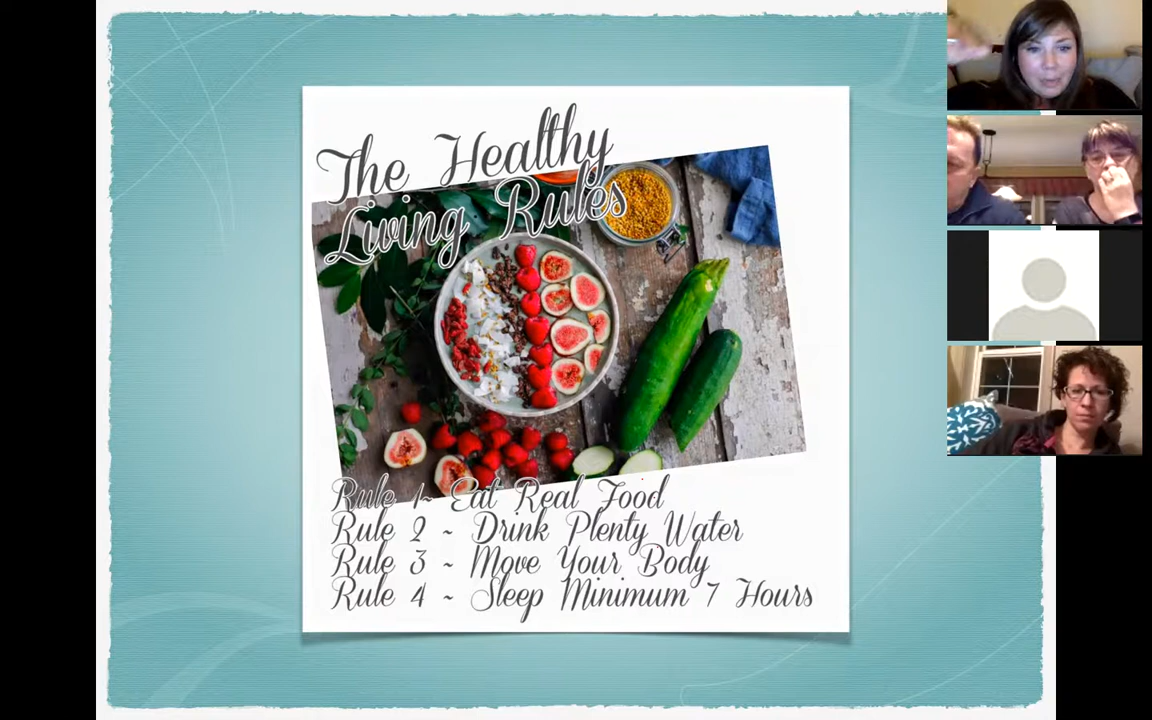 The Healthy
Living Rules
Rule 1~ Eat Real Food
Rule 2 ~ Drink Plenty Water
Rule 3 ~ Move Your Body
Rule 4 ~ Sleep Minimum 7 Hours